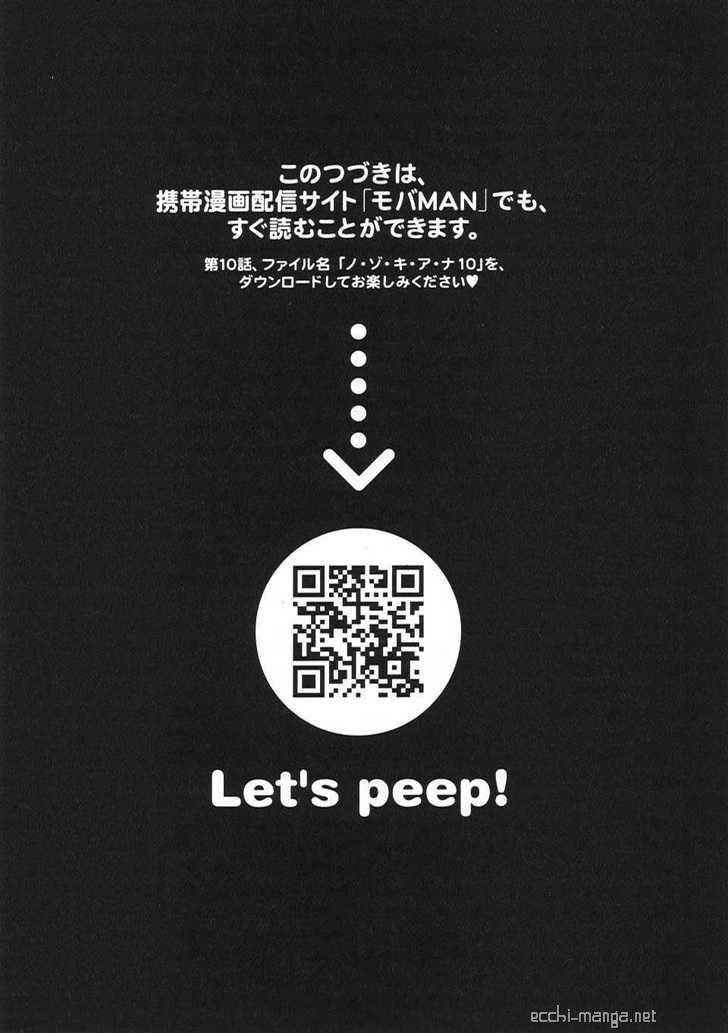 このつづきは、
携帯漫画配信サイト「モバMAN」でも、
すぐ読むことができます。
第10話、ファイル名「ノ・ゾ・キ・ア・ナ10」を、
ダウンロードしてお楽しみください♥
Let's peep!
ecchi-manga.net